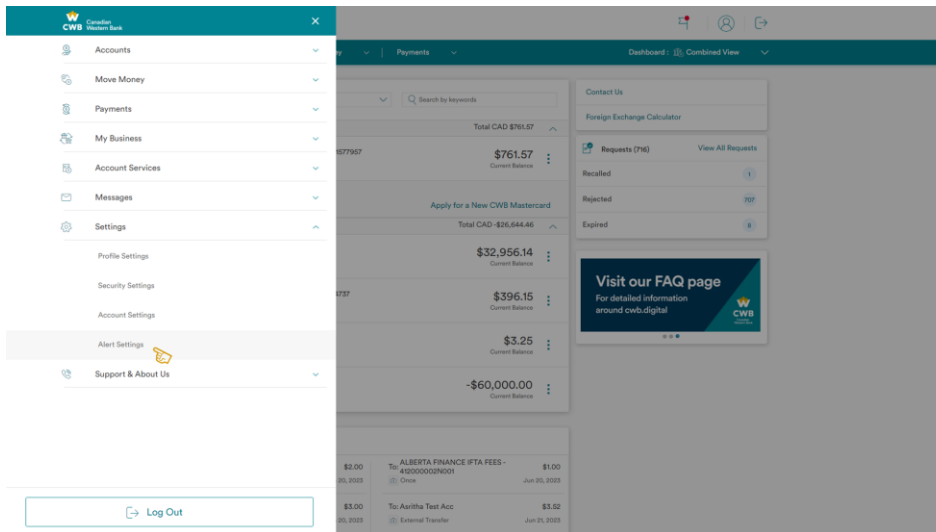 CWB Canadian Western Bank
Accounts
Move Money
Payments
My Business
Account Services
Messages
Settings
Profile Settings
Security Settings
Account Settings
Alert Settings
Support & About Us
Log Out
Payments
Dashboard : Combined View
Search by keywords
Total CAD $761.57
1577967
$761.57
Current Balance
Apply for a New CWB Mastercard
Total CAD -$26,644.46
$32,956.14
Current Balance
4737
$396.15
Current Balance
$3.25
Current Balance
-$60,000.00
Current Balance
$2.00
20, 2023
$3.00
20, 2023
To: ALBERTA FINANCE IFTA FEES - 
412000002N001
$1.00
Once
Jun 20, 2023
To: Asritha Test Acc
$3.52
External Transfer
Jun 21, 2023
Contact Us
Foreign Exchange Calculator
Requests (716)
View All Requests
Recalled
1
Rejected
707
Expired
8
Visit our FAQ page
For detailed information
around cwb.digital
CWB